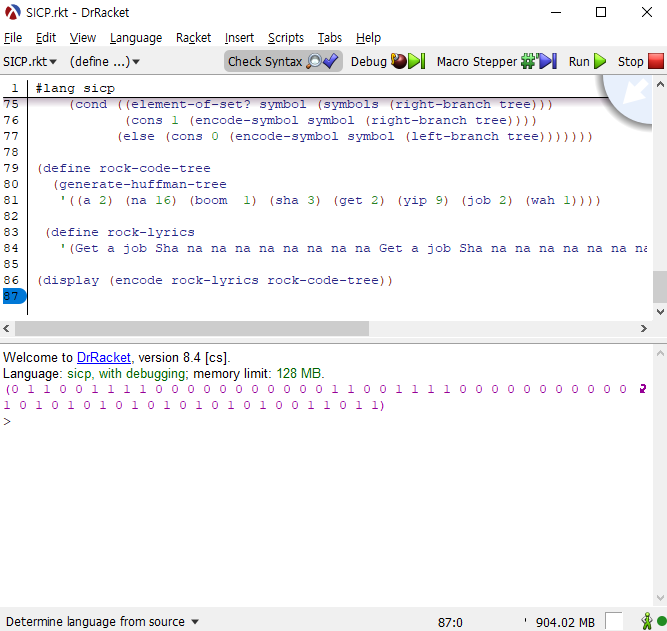 SICP.rkt - DrRacket
File Edit View Language Racket Insert Scripts Tabs Help
SICP.rkt (define ...) Check Syntax Debug Macro Stepper Run Stop
1 #lang sicp
75 (cond ((element-of-set? symbol (symbols (right-branch tree)))
76 (cons 1 (encode-symbol symbol (right-branch tree))))
77 (else (cons 0 (encode-symbol symbol (left-branch tree)))))))
78
79 (define rock-code-tree
80 (generate-huffman-tree
81 '((a 2) (na 16) (boom  1) (sha 3) (get 2) (yip 9) (job 2) (wah 1))))
82
83 (define rock-lyrics
84 '(Get a job Sha na na na na na na na na Get a job Sha na na na na na na na
85
86 (display (encode rock-lyrics rock-code-tree))
87
Welcome to DrRacket, version 8.4 [cs].
Language: sicp, with debugging; memory limit: 128 MB.
(0 1 1 0 0 1 1 1 1 0 0 0 0 0 0 0 0 0 0 0 1 1 0 0 1 1 1 1 0 0 0 0 0 0 0 0 0 0 0
1 0 1 0 1 0 1 0 1 0 1 0 1 0 1 0 1 0 0 1 1 0 1 1)
>
Determine language from source 87:0 ' 904.02 MB